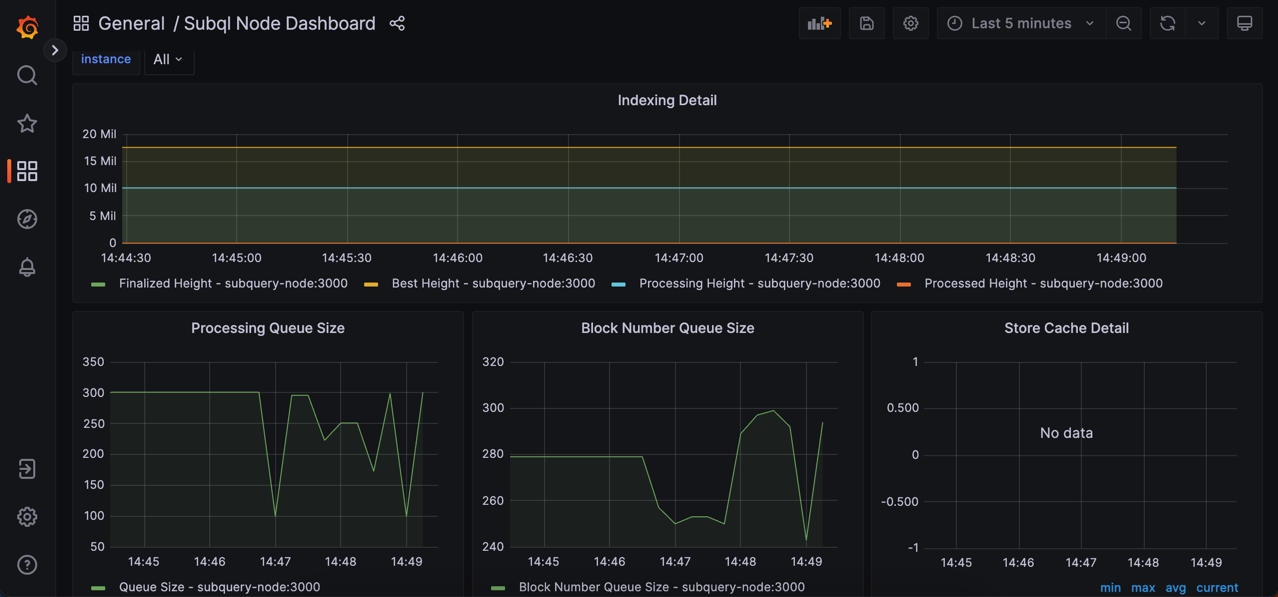 General / Subql Node Dashboard
Last 5 minutes
instance All
Indexing Detail
20 Mil
15 Mil
10 Mil
5 Mil
0
14:44:30 14:45:00 14:45:30 14:46:00 14:46:30 14:47:00 14:47:30 14:48:00 14:48:30 14:49:00
Finalized Height - subquery-node:3000 Best Height - subquery-node:3000 Processing Height - subquery-node:3000 Processed Height - subquery-node:3000
Processing Queue Size
350
300
250
200
150
100
50
14:45 14:46 14:47 14:48 14:49
Queue Size - subquery-node:3000
Block Number Queue Size
320
300
280
260
240
14:45 14:46 14:47 14:48 14:49
Block Number Queue Size - subquery-node:3000
Store Cache Detail
1
0.500
No data
0
-0.500
-1
14:45 14:46 14:47 14:48 14:49
min max avg current